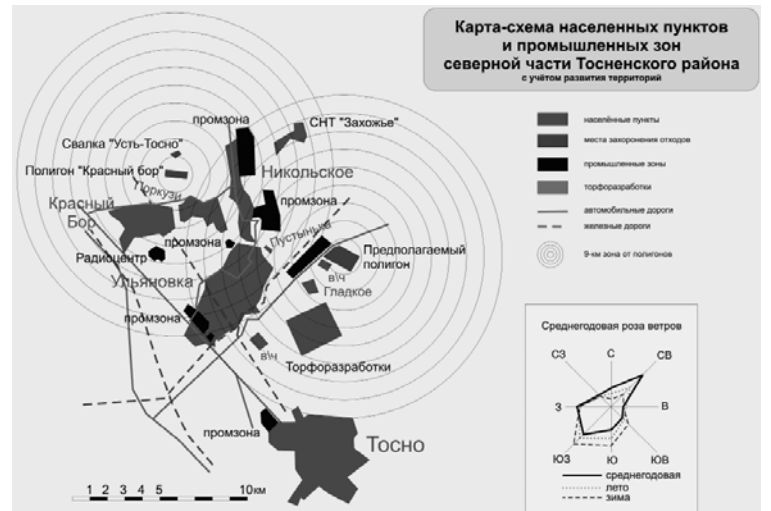 Карта-схема населенных пунктов
и промышленных зон
северной части Тосненского района
с учётом развития территорий
промзона
СНТ "Захожье"
Свалка "Усть-Тосно"
Полигон "Красный бор"
Никольское
Поркузи
Красный
Бор
промзона
промзона
Пустынька
Радиоцентр
Предполагаемый
полигон
Ульяновка
в\ч
Гладкое
промзона
в\ч
Торфоразработки
промзона
Тосно
1 2 3 4 5 10км
населённые пункты
места захоронения отходов
промышленные зоны
торфоразработки
автомобильные дороги
железные дороги
9-км зона от полигонов
Среднегодовая роза ветров
СЗ С СВ
З В
ЮЗ Ю ЮВ
среднегодовая
лето
зима